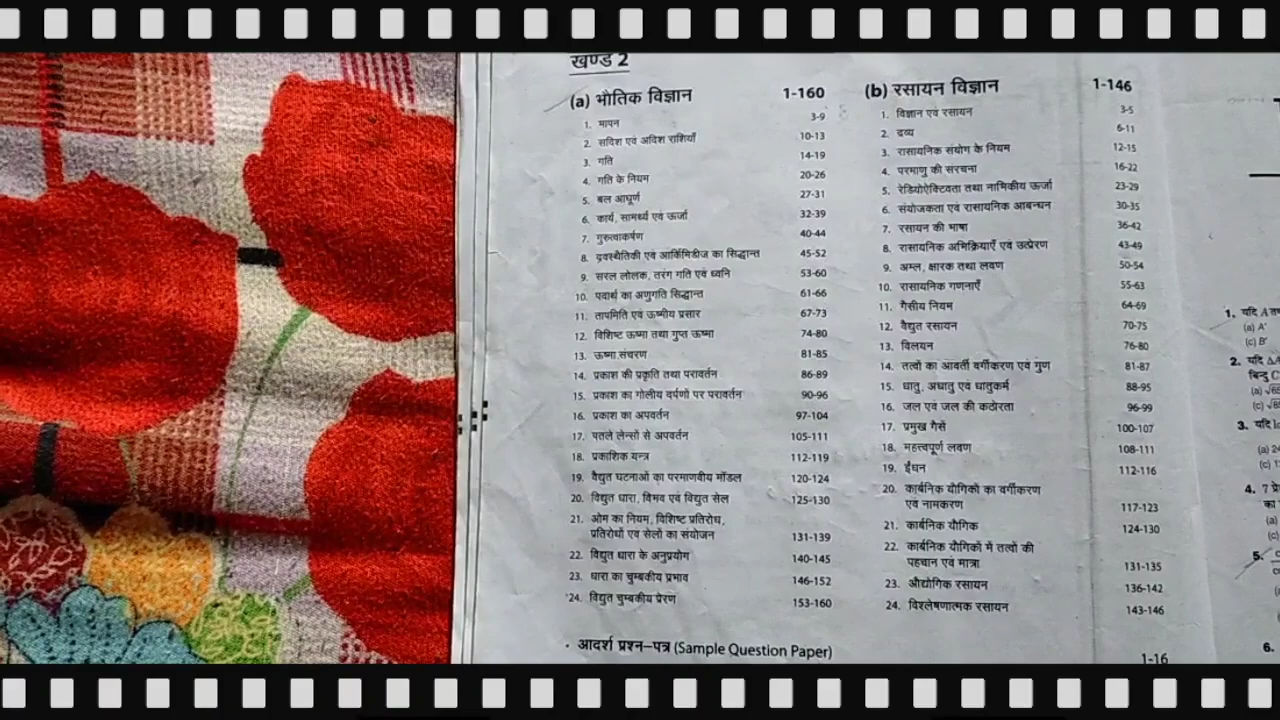 खण्ड 2
(a) भौतिक विज्ञान 1-160
1. मापन 3-9
2. सदिश एवं अदिश राशियाँ 10-13
3. गति 14-19
4. गति के नियम 20-26
5. बल आघूर्ण 27-31
6. कार्य, सामर्थ्य एवं ऊर्जा 32-39
7. गुरुत्वाकर्षण 40-44
8. द्रवस्थैतिकी एवं आर्किमिडीज का सिद्धान्त 45-52
9. सरल लोलक, तरंग गति एवं ध्वनि 53-60
10. पदार्थ का अणुगति सिद्धान्त 61-66
11. तापमिति एवं ऊष्मीय प्रसार 67-73
12. विशिष्ट ऊष्मा तथा गुप्त ऊष्मा 74-80
13. ऊष्मा संचरण 81-85
14. प्रकाश की प्रकृति तथा परावर्तन 86-89
15. प्रकाश का गोलीय दर्पणों पर परावर्तन 90-96
16. प्रकाश का अपवर्तन 97-104
17. पतले लेन्सों से अपवर्तन 105-111
18. प्रकाशिक यन्त्र 112-119
19. वैद्युत घटनाओं का परमाणवीय मॉडल 120-124
20. विद्युत धारा, विभव एवं विद्युत सेल 125-130
21. ओम का नियम, विशिष्ट प्रतिरोध,
प्रतिरोधों एवं सेलों का संयोजन 131-139
22. विद्युत धारा के अनुप्रयोग 140-145
23. धारा का चुम्बकीय प्रभाव 146-152
24. विद्युत चुम्बकीय प्रेरण 153-160
(b) रसायन विज्ञान 1-146
1. विज्ञान एवं रसायन 3-5
2. द्रव्य 6-11
3. रासायनिक संयोग के नियम 12-15
4. परमाणु की संरचना 16-22
5. रेडियोऐक्टिवता तथा नाभिकीय ऊर्जा 23-29
6. संयोजकता एवं रासायनिक आबन्धन 30-35
7. रसायन की भाषा 36-42
8. रासायनिक अभिक्रियाएँ एवं उत्प्रेरण 43-49
9. अम्ल, क्षारक तथा लवण 50-54
10. रासायनिक गणनाएँ 55-63
11. गैसीय नियम 64-69
12. वैद्युत रसायन 70-75
13. विलयन 76-80
14. तत्वों का आवर्ती वर्गीकरण एवं गुण 81-87
15. धातु, अधातु एवं धातुकर्म 88-95
16. जल एवं जल की कठोरता 96-99
17. प्रमुख गैसें 100-107
18. महत्त्वपूर्ण लवण 108-111
19. ईंधन 112-116
20. कार्बनिक यौगिकों का वर्गीकरण
एवं नामकरण 117-123
21. कार्बनिक यौगिक 124-130
22. कार्बनिक यौगिकों में तत्वों की
पहचान एवं मात्रा 131-135
23. औद्योगिक रसायन 136-142
24. विश्लेषणात्मक रसायन 143-146
• आदर्श प्रश्न-पत्र (Sample Question Paper) 1-16
1. यदि A
(a) A'
(c) B'
2. यदि
बिन्दु
(a)
(c)
3. यदि
(a)
(c)
4. 7
का
(a)
(c)
5.
6.